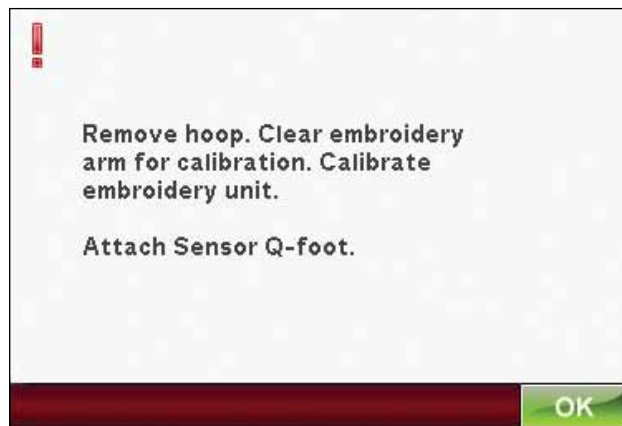 Remove hoop. Clear embroidery
arm for calibration. Calibrate
embroidery unit.
Attach Sensor Q-foot.
OK